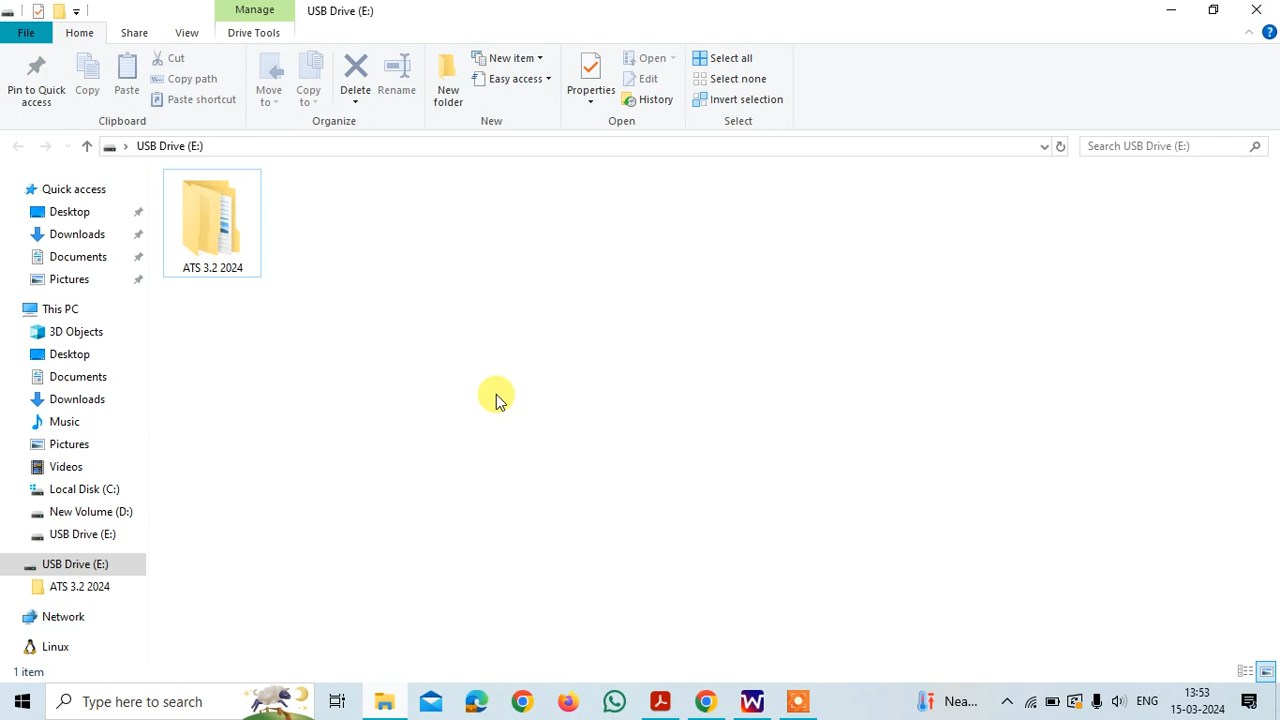 Manage
USB Drive (E:)
File
Home
Share
View
Drive Tools
Pin to Quick access
Copy
Paste
Cut
Copy path
Paste shortcut
Clipboard
Move to
Copy to
Delete
Rename
Organize
New folder
New item
Easy access
New
Properties
Open
Edit
History
Open
Select all
Select none
Invert selection
Select
USB Drive (E:)
Search USB Drive (E:)
Quick access
Desktop
Downloads
Documents
Pictures
This PC
3D Objects
Desktop
Documents
Downloads
Music
Pictures
Videos
Local Disk (C:)
New Volume (D:)
USB Drive (E:)
USB Drive (E:)
ATS 3.2 2024
Network
Linux
ATS 3.2 2024
1 item
Type here to search
Nea...
ENG
13:53
15-03-2024